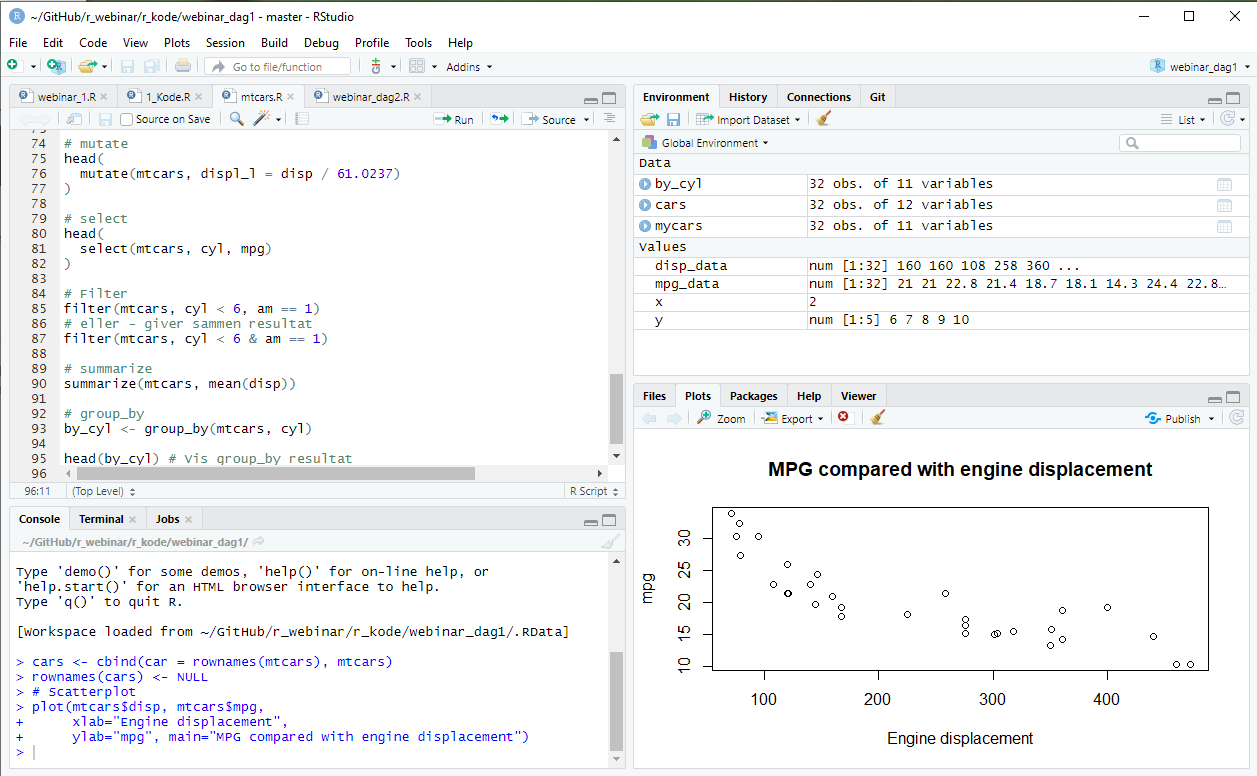 ~/GitHub/r_webinar/r_kode/webinar_dag1 - master - RStudio
File Edit Code View Plots Session Build Debug Profile Tools Help
Go to file/function Addins webinar_dag1
webinar_1.R 1_Kode.R mtcars.R webinar_dag2.R
Source on Save Run Source
73
74 # mutate
75 head(
76   mutate(mtcars, displ_l = disp / 61.0237)
77 )
78
79 # select
80 head(
81   select(mtcars, cyl, mpg)
82 )
83
84 # Filter
85 filter(mtcars, cyl < 6, am == 1)
86 # eller - giver sammen resultat
87 filter(mtcars, cyl < 6 & am == 1)
88
89 # summarize
90 summarize(mtcars, mean(disp))
91
92 # group_by
93 by_cyl <- group_by(mtcars, cyl)
94
95 head(by_cyl) # Vis group_by resultat
96
96:11 (Top Level) R Script
Console Terminal Jobs
~/GitHub/r_webinar/r_kode/webinar_dag1/
Type 'demo()' for some demos, 'help()' for on-line help, or
'help.start()' for an HTML browser interface to help.
Type 'q()' to quit R.
[Workspace loaded from ~/GitHub/r_webinar/r_kode/webinar_dag1/.RData]
> cars <- cbind(car = rownames(mtcars), mtcars)
> rownames(cars) <- NULL
> # Scatterplot
> plot(mtcars$disp, mtcars$mpg,
+      xlab="Engine displacement",
+      ylab="mpg", main="MPG compared with engine displacement")
>
Environment History Connections Git
Import Dataset List
Global Environment
Data
by_cyl 32 obs. of 11 variables
cars 32 obs. of 12 variables
mycars 32 obs. of 11 variables
Values
disp_data num [1:32] 160 160 108 258 360 ...
mpg_data num [1:32] 21 21 22.8 21.4 18.7 18.1 14.3 24.4 22.8…
x 2
y num [1:5] 6 7 8 9 10
Files Plots Packages Help Viewer
Zoom Export Publish
MPG compared with engine displacement
mpg
30
25
20
15
10
100 200 300 400
Engine displacement